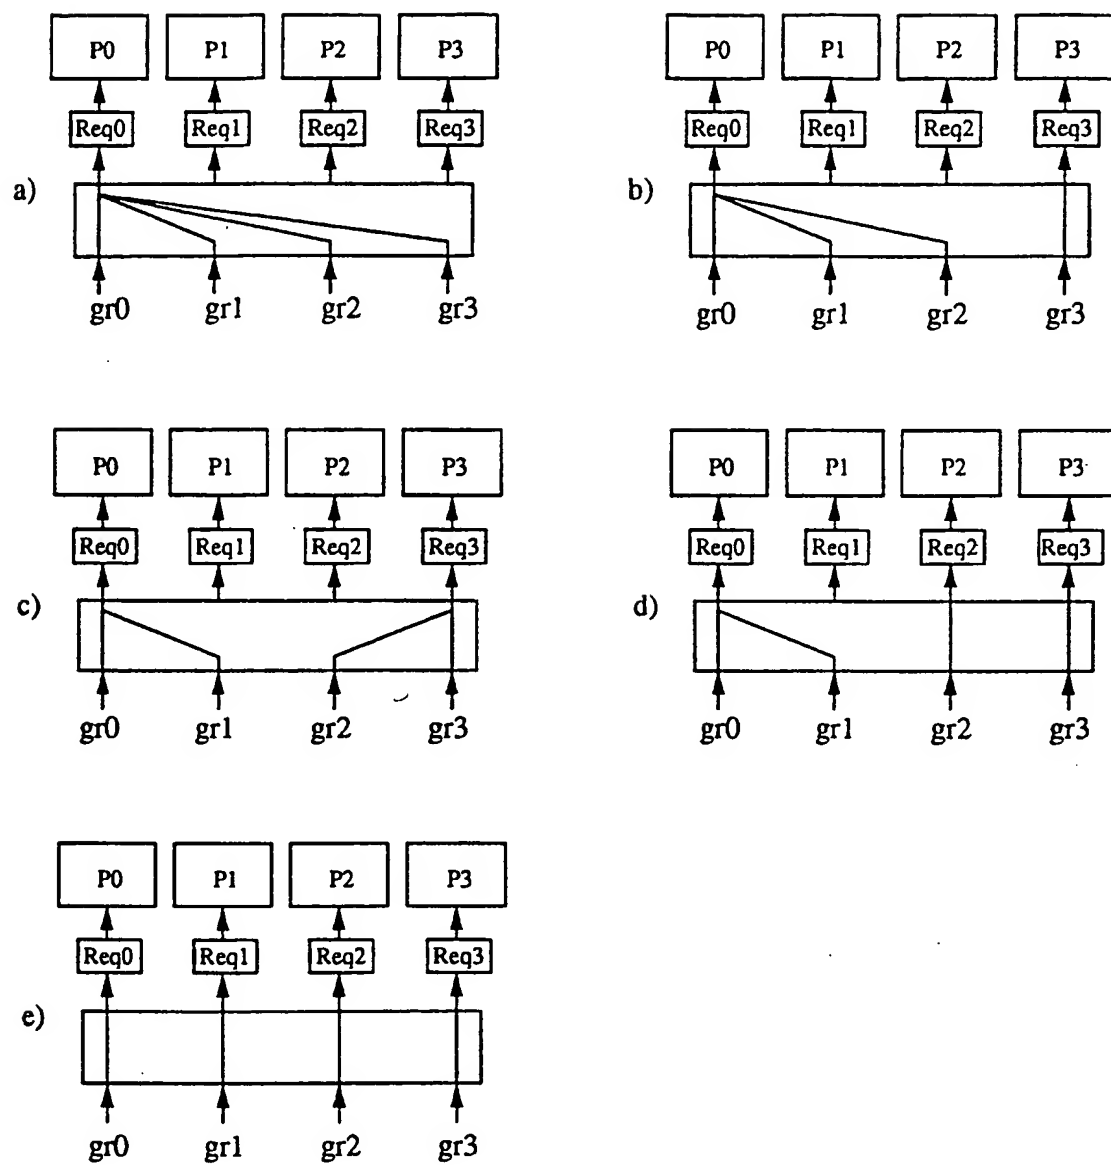 P0 P1 P2 P3
Req0 Req1 Req2 Req3
a)
gr0 gr1 gr2 gr3
P0 P1 P2 P3
Req0 Req1 Req2 Req3
b)
gr0 gr1 gr2 gr3
P0 P1 P2 P3
Req0 Req1 Req2 Req3
c)
gr0 gr1 gr2 gr3
P0 P1 P2 P3
Req0 Req1 Req2 Req3
d)
gr0 gr1 gr2 gr3
P0 P1 P2 P3
Req0 Req1 Req2 Req3
e)
gr0 gr1 gr2 gr3